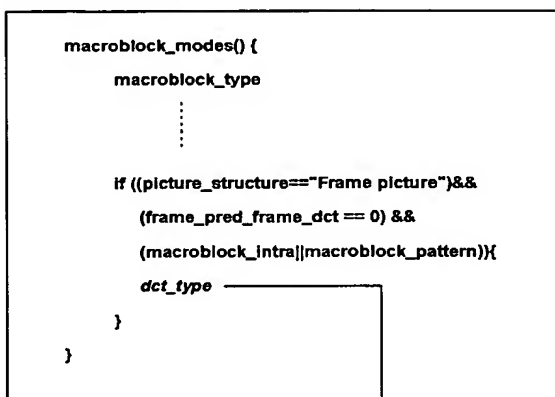 macroblock_modes() {
macroblock_type
if ((picture_structure=="Frame picture")&&
(frame_pred_frame_dct == 0) &&
(macroblock_intra||macroblock_pattern)){
dct_type
}
}